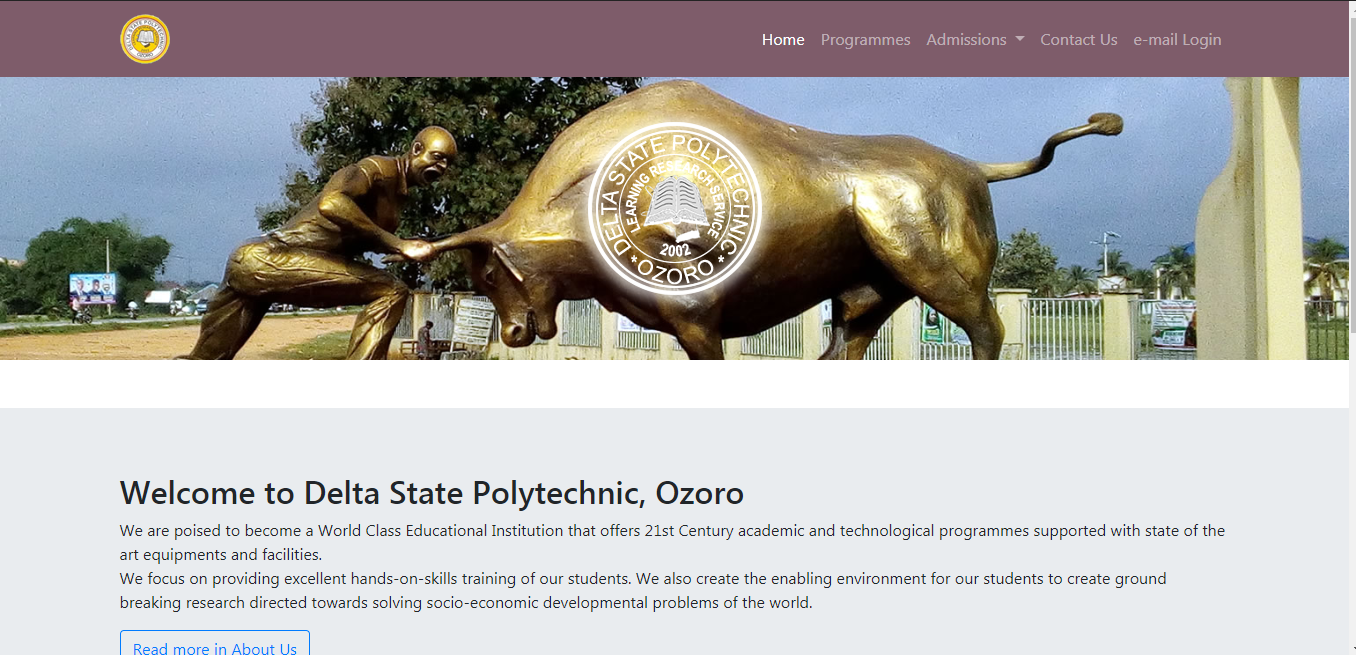 Home Programmes Admissions Contact Us e-mail Login
DELTA STATE POLYTECHNIC
LEARNING RESEARCH SERVICE
2002
* OZORO *
Welcome to Delta State Polytechnic, Ozoro
We are poised to become a World Class Educational Institution that offers 21st Century academic and technological programmes supported with state of the
art equipments and facilities.
We focus on providing excellent hands-on-skills training of our students. We also create the enabling environment for our students to create ground
breaking research directed towards solving socio-economic developmental problems of the world.
Read more in About Us